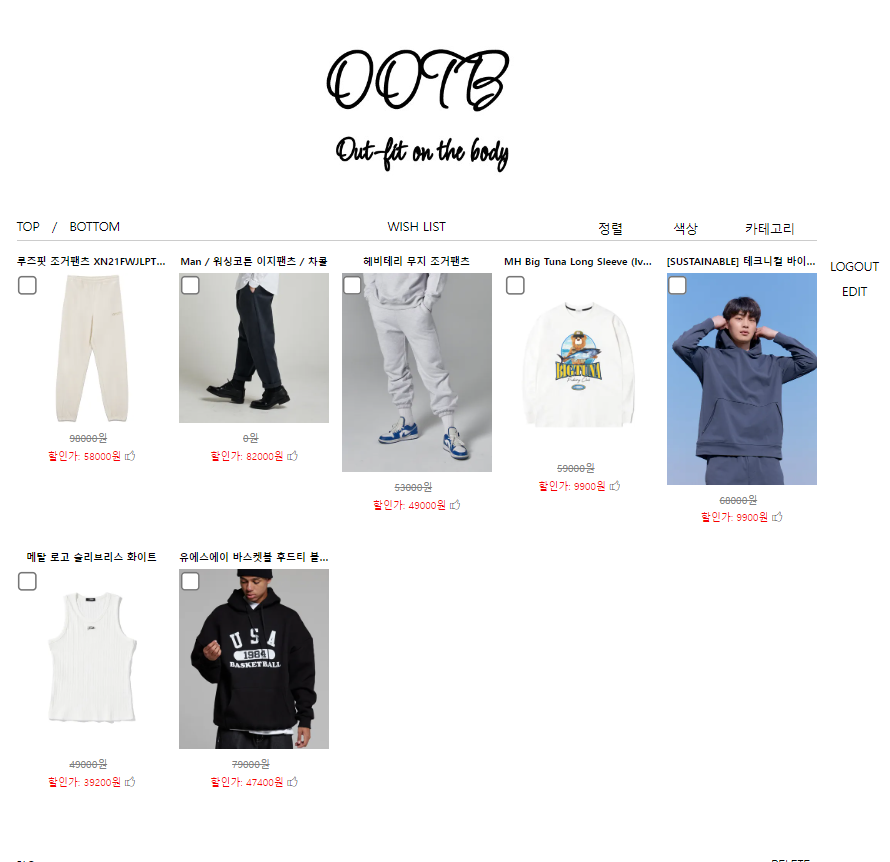 OOTB
Out-fit on the body
TOP / BOTTOM WISH LIST 정렬 색상 카테고리
LOGOUT
EDIT
루즈핏 조거팬츠 XN21FWJLPT...
98000원
할인가: 58000원
Man / 워싱코튼 이지팬츠 / 차콜
0원
할인가: 82000원
헤비테리 무지 조거팬츠
53000원
할인가: 49000원
MH Big Tuna Long Sleeve (Iv...
BIGTUNA
59000원
할인가: 9900원
[SUSTAINABLE] 테크니컬 바이...
68000원
할인가: 9900원
메탈 로고 슬리브리스 화이트
49000원
할인가: 39200원
유에스에이 바스켓볼 후드티 블...
USA
1984
BASKETBALL
79000원
할인가: 47400원